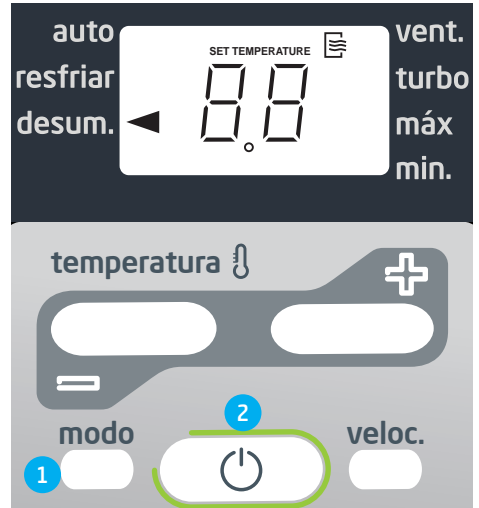 auto
resfriar
desum.
SET TEMPERATURE
88
vent.
turbo
máx
min.
temperatura
2
modo
veloc.
1